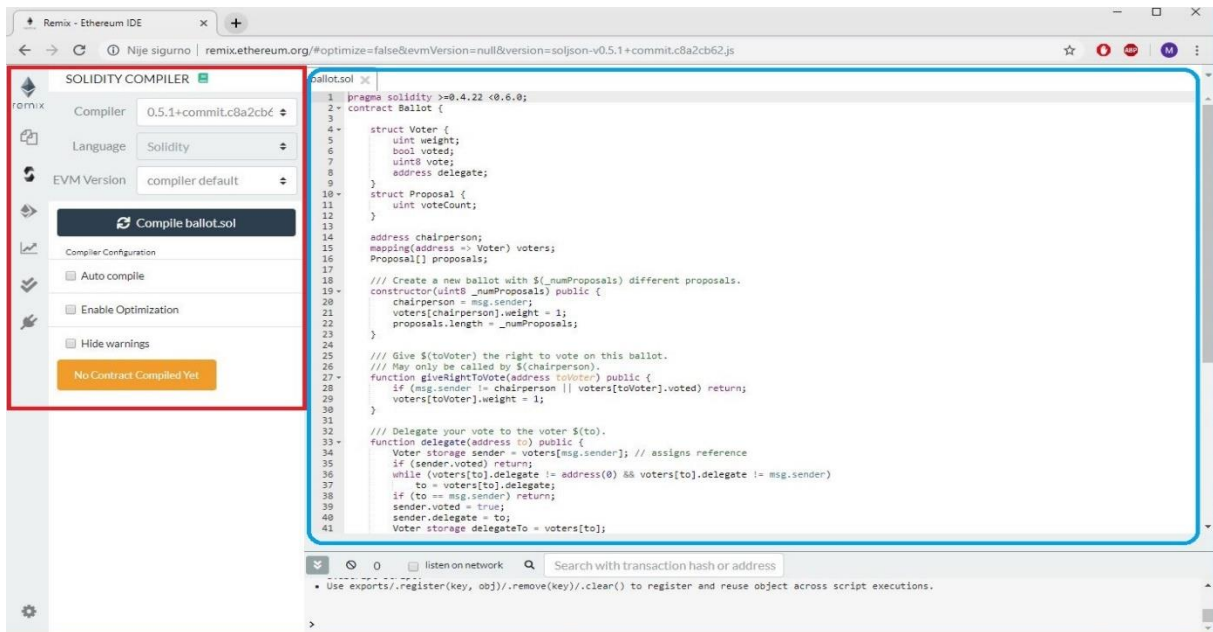 Remix - Ethereum IDE
Nije sigurno | remix.ethereum.org/#optimize=false&evmVersion=null&version=soljson-v0.5.1+commit.c8a2cb62.js
ABP
M
remix
SOLIDITY COMPILER
Compiler 0.5.1+commit.c8a2cb6
Language Solidity
EVM Version compiler default
Compile ballot.sol
Compiler Configuration
Auto compile
Enable Optimization
Hide warnings
No Contract Compiled Yet
ballot.sol
1 pragma solidity >=0.4.22 <0.6.0;
2 contract Ballot {
3
4 struct Voter {
5 uint weight;
6 bool voted;
7 uint8 vote;
8 address delegate;
9 }
10 struct Proposal {
11 uint voteCount;
12 }
13
14 address chairperson;
15 mapping(address => Voter) voters;
16 Proposal[] proposals;
17
18 /// Create a new ballot with $(_numProposals) different proposals.
19 constructor(uint8 _numProposals) public {
20 chairperson = msg.sender;
21 voters[chairperson].weight = 1;
22 proposals.length = _numProposals;
23 }
24
25 /// Give $(toVoter) the right to vote on this ballot.
26 /// May only be called by $(chairperson).
27 function giveRightToVote(address toVoter) public {
28 if (msg.sender != chairperson || voters[toVoter].voted) return;
29 voters[toVoter].weight = 1;
30 }
31
32 /// Delegate your vote to the voter $(to).
33 function delegate(address to) public {
34 Voter storage sender = voters[msg.sender]; // assigns reference
35 if (sender.voted) return;
36 while (voters[to].delegate != address(0) && voters[to].delegate != msg.sender)
37 to = voters[to].delegate;
38 if (to == msg.sender) return;
39 sender.voted = true;
40 sender.delegate = to;
41 Voter storage delegateTo = voters[to];
0 listen on network Search with transaction hash or address
• Use exports/.register(key, obj)/.remove(key)/.clear() to register and reuse object across script executions.
>